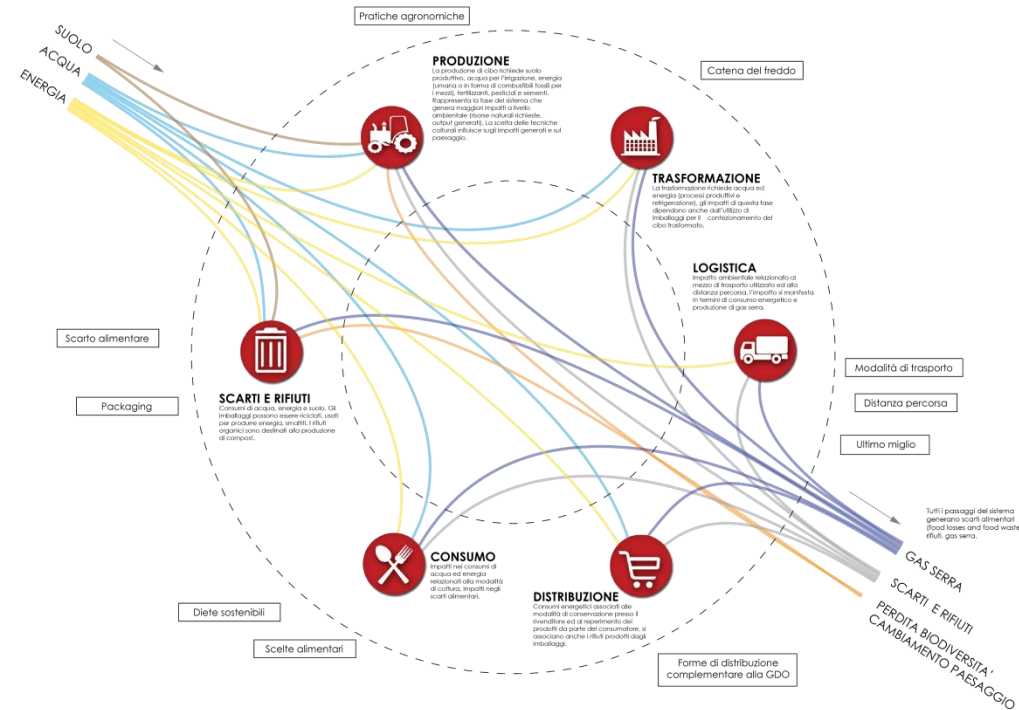 Pratiche agronomiche
SUOLO
ACQUA
ENERGIA
Catena del freddo
PRODUZIONE
La produzione di cibo richiede suolo
produttivo, acqua per l'irrigazione, energia
(umana o in forma di combustibili fossili per
i mezzi), fertilizzanti, pesticidi e sementi.
Rappresenta la fase del sistema che
genera maggiori impatti a livello
ambientale (risorse naturali richieste,
output generati). La scelta delle tecniche
colturali influisce sugli impatti generati e sul
paesaggio.
TRASFORMAZIONE
La trasformazione richiede acqua ed
energia (processi produttivi e
refrigerazione), gli impatti di questa fase
dipendono anche dall'utilizzo di
imballaggi per il confezionamento del
cibo trasformato.
LOGISTICA
Impatto ambientale relazionato al
mezzo di trasporto utilizzato ed alla
distanza percorsa. l'impatto si manifesta
in termini di consumo energetico e
produzione di gas serra.
Scarto alimentare
Packaging
SCARTI E RIFIUTI
Consumi di acqua, energia e suolo. Gli
imballaggi possono essere riciclati, usati
per produrre energia, smaltiti. I rifiuti
organici sono destinati alla produzione
di compost.
Modalità di trasporto
Distanza percorsa
Ultimo miglio
Tutti i passaggi del sistema
generano scarti alimentari
(food losses and food waste
rifiuti, gas serra.
CONSUMO
Impatti nei consumi di
acqua ed energia
relazionati alla modalità
di cottura, impatti negli
scarti alimentari.
DISTRIBUZIONE
Consumi energetici associati alle
modalità di conservazione presso il
rivenditore ed al reperimento dei
prodotti da parte del consumatore, si
associano anche i rifiuti prodotti dagli
imballaggi.
GAS SERRA
SCARTI E RIFIUTI
PERDITA BIODIVERSITA'
CAMBIAMENTO PAESAGGIO
Diete sostenibili
Scelte alimentari
Forme di distribuzione
complementare alla GDO